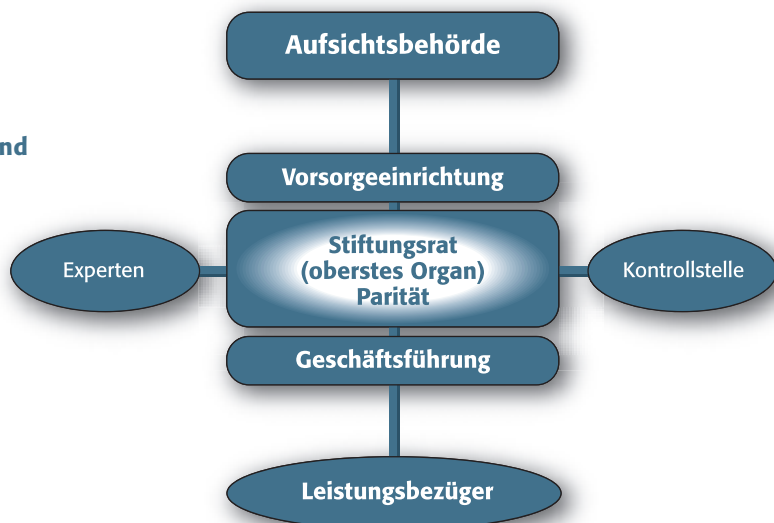 Aufsichtsbehörde
nd
Vorsorgeeinrichtung
Stiftungsrat
(oberstes Organ)
Parität
Experten
Kontrollstelle
Geschäftsführung
Leistungsbezüger